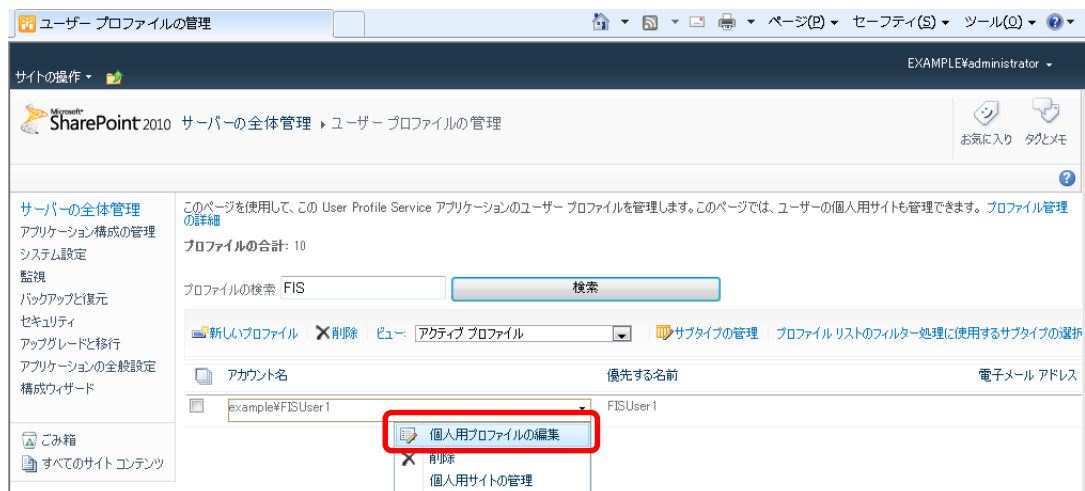 ユーザー プロファイルの管理
ページ(P) セーフティ(S) ツール(O)
EXAMPLE¥administrator
サイトの操作
Microsoft
SharePoint 2010 サーバーの全体管理 ユーザー プロファイルの管理
お気に入り タグとメモ
サーバーの全体管理
アプリケーション構成の管理
システム設定
監視
バックアップと復元
セキュリティ
アップグレードと移行
アプリケーションの全般設定
構成ウィザード
ごみ箱
すべてのサイト コンテンツ
このページを使用して、この User Profile Service アプリケーションのユーザー プロファイルを管理します。このページでは、ユーザーの個人用サイトも管理できます。 プロファイル管理
の詳細
プロファイルの合計: 10
プロファイルの検索 FIS 検索
新しいプロファイル 削除 ビュー: アクティブ プロファイル サブタイプの管理 プロファイル リストのフィルター処理に使用するサブタイプの選択
アカウント名 優先する名前 電子メール アドレス
example¥FISUser1 FISUser1
個人用プロファイルの編集
削除
個人用サイトの管理